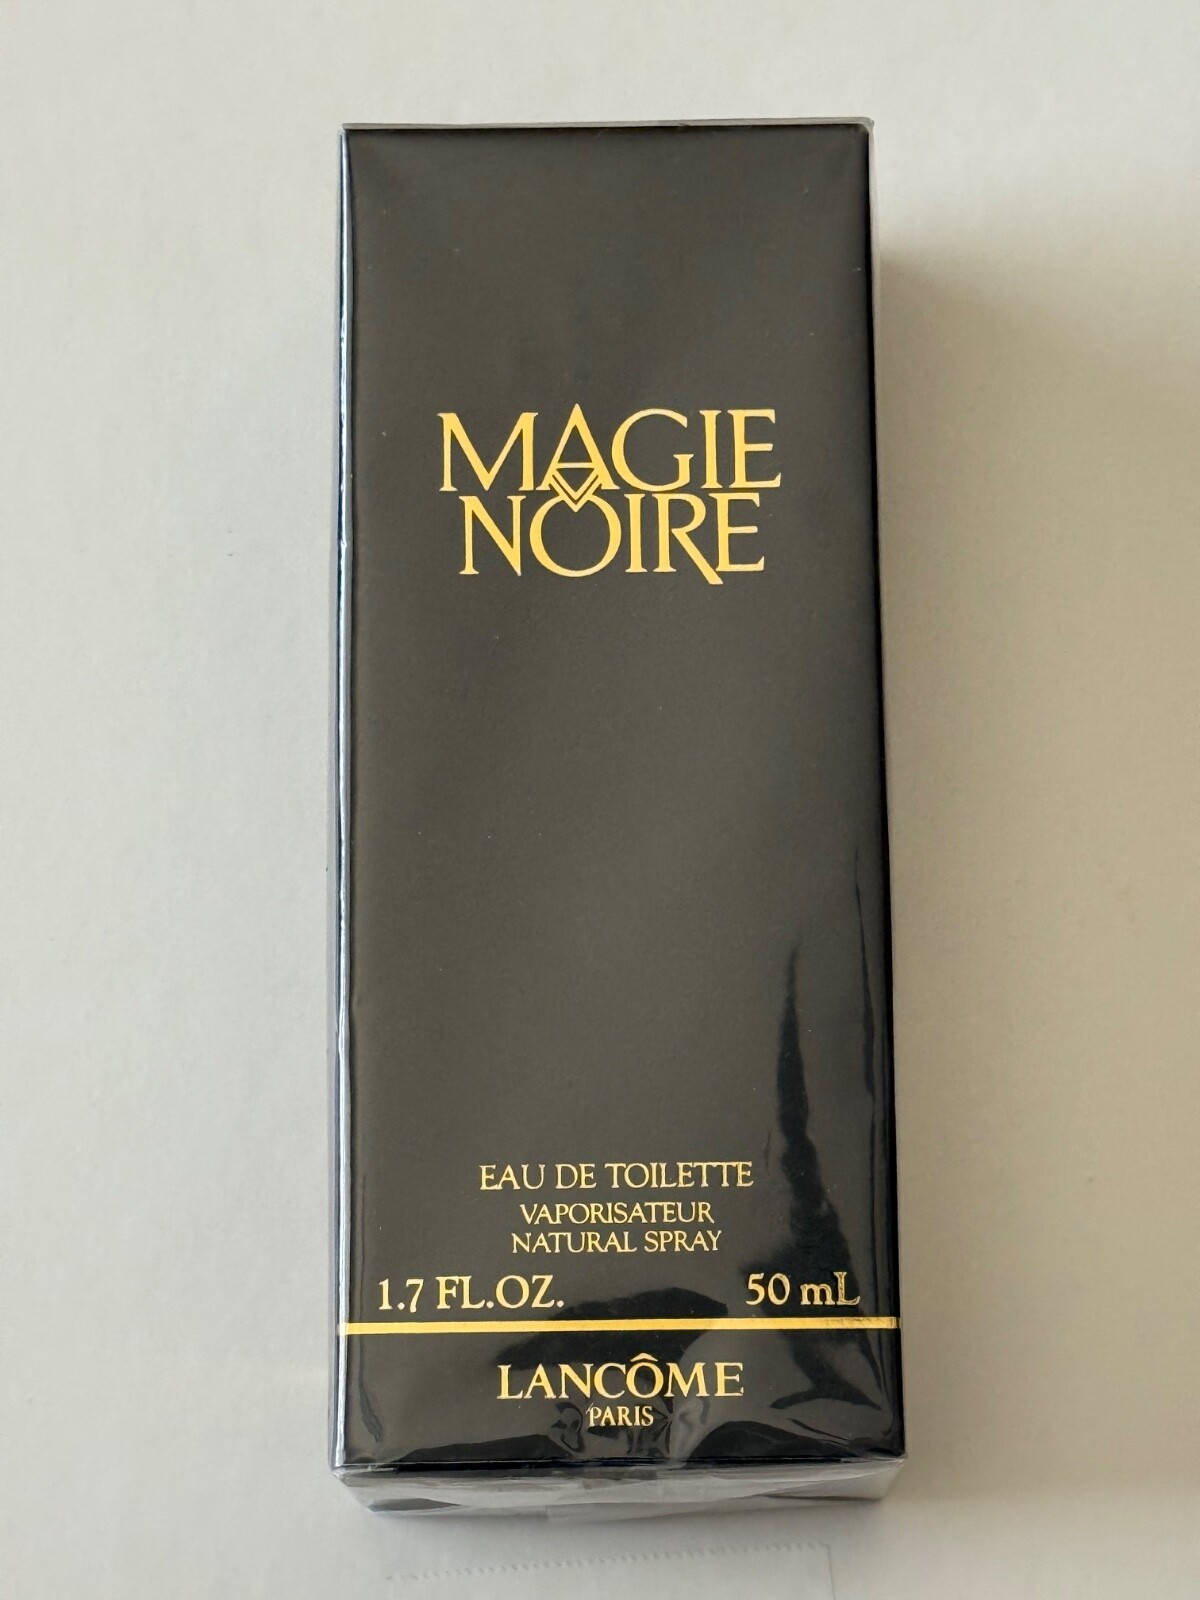 MAGIE
NOIRE
EAU DE TOILETTE
VAPORISATEUR
NATURAL SPRAY
1.7 FL.OZ. 50 mL
LANCÔME
PARIS